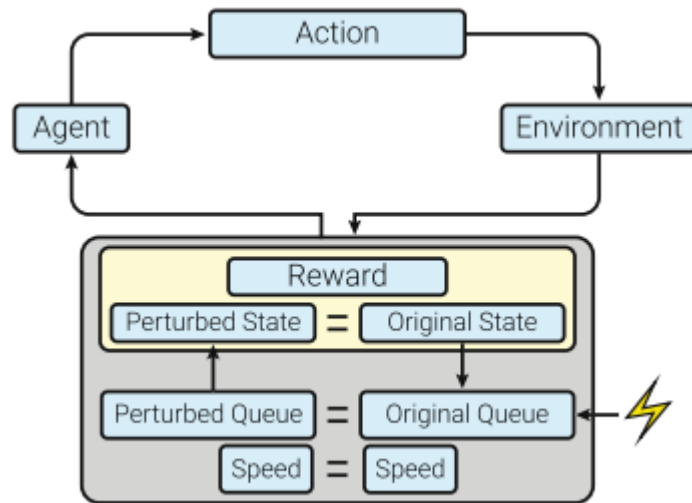 Action
Agent
Environment
Reward
Perturbed State = Original State
Perturbed Queue = Original Queue
Speed = Speed